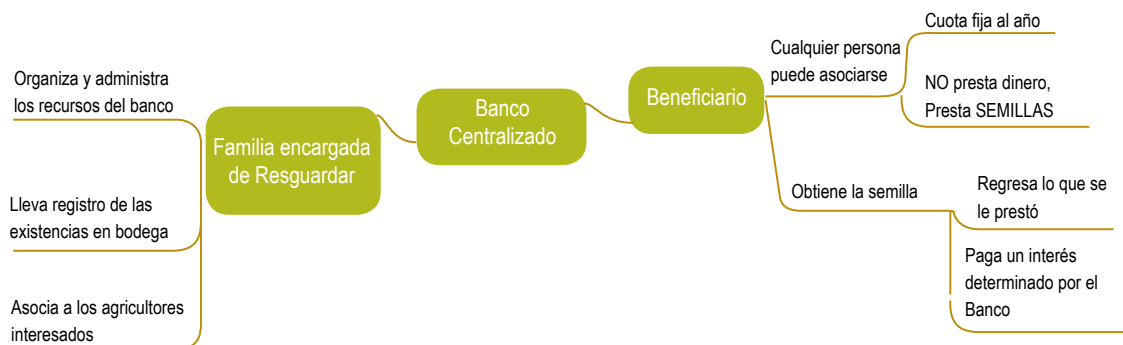 Organiza y administra
los recursos del banco
Lleva registro de las
existencias en bodega
Asocia a los agricultores
interesados
Familia encargada
de Resguardar
Banco
Centralizado
Beneficiario
Cualquier persona
puede asociarse
Cuota fija al año
NO presta dinero,
Presta SEMILLAS
Obtiene la semilla
Regresa lo que se
le prestó
Paga un interés
determinado por el
Banco